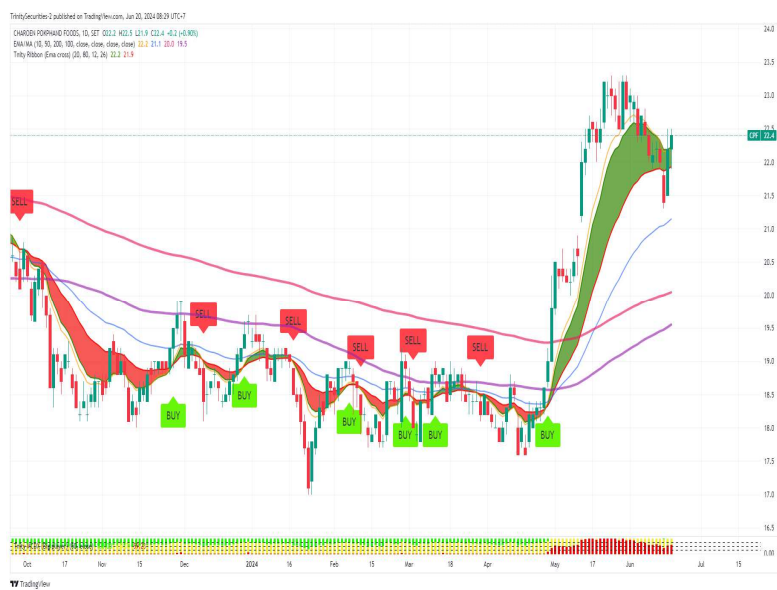 TrinitySecurities-2 published on TradingView.com, Jun 20, 2024 08:29 UTC+7
CHAROEN POKPHAND FOODS, 1D, SET O22.2 H22.5 L21.9 C22.4 +0.2 (+0.90%)
EMA/MA (10, 50, 200, 100, close, close, close, close) 22.2 21.1 20.0 19.5
Trinity Ribbon (Ema cross) (20, 80, 12, 26) 22.2 21.9
24.0
23.5
23.0
CPF 22.4
22.0
21.5
21.0
20.5
20.0
19.5
19.0
18.5
18.0
17.5
17.0
16.5
0.00
SELL
SELL
SELL
SELL
SELL
SELL
BUY
BUY
BUY
BUY
BUY
BUY
Oct 17 Nov 15 Dec 2024 16 Feb 15 Mar 18 Apr May 17 Jun Jul 15
TradingView